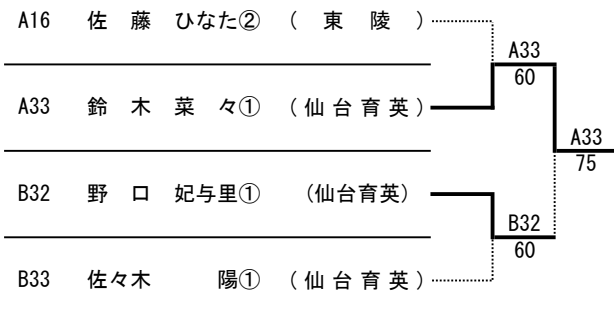 A16 佐 藤 ひなた② ( 東 陵 )
A33
60
A33 鈴 木 菜 々① (仙台育英)
A33
75
B32 野 口 妃与里① (仙台育英)
B32
60
B33 佐々木 陽① (仙台育英)